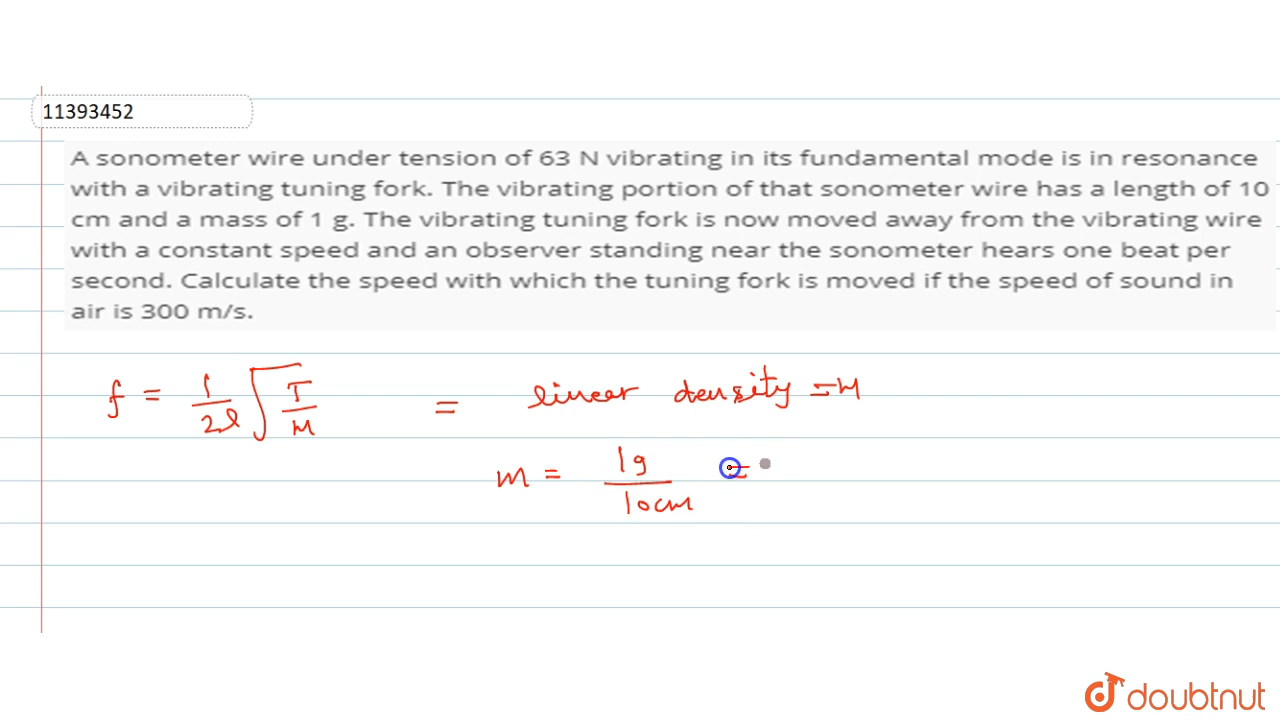 11393452
A sonometer wire under tension of 63 N vibrating in its fundamental mode is in resonance
with a vibrating tuning fork. The vibrating portion of that sonometer wire has a length of 10
cm and a mass of 1 g. The vibrating tuning fork is now moved away from the vibrating wire
with a constant speed and an observer standing near the sonometer hears one beat per
second. Calculate the speed with which the tuning fork is moved if the speed of sound in
air is 300 m/s.
f = 1/2l √T/M = linear density = M
m = 1g/10cm =
doubtnut